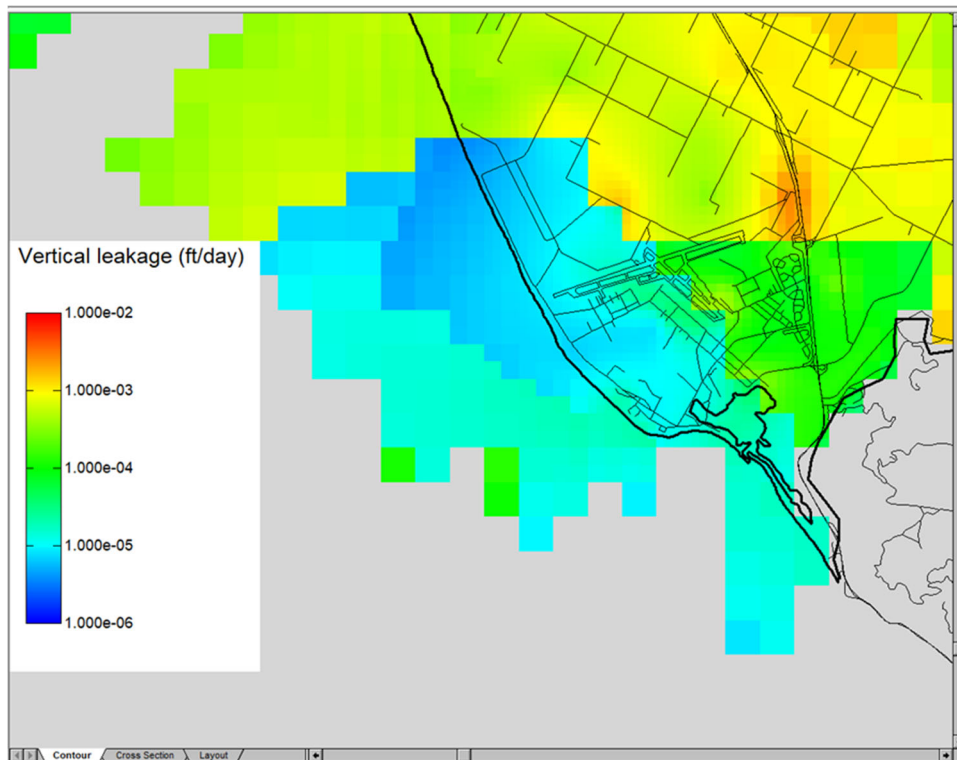 Vertical leakage (ft/day)
1.000e-02
1.000e-03
1.000e-04
1.000e-05
1.000e-06
Contour Cross Section Layout